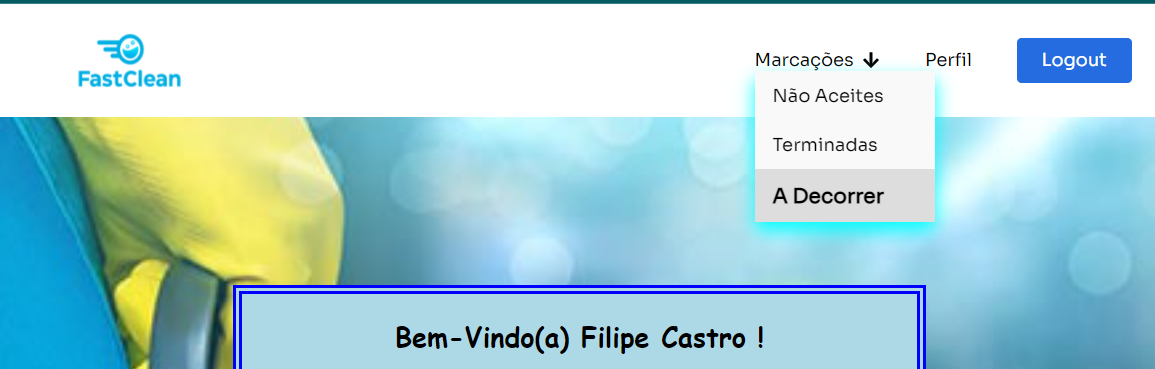 FastClean
Marcações Perfil Logout
Não Aceites
Terminadas
A Decorrer
Bem-Vindo(a) Filipe Castro !